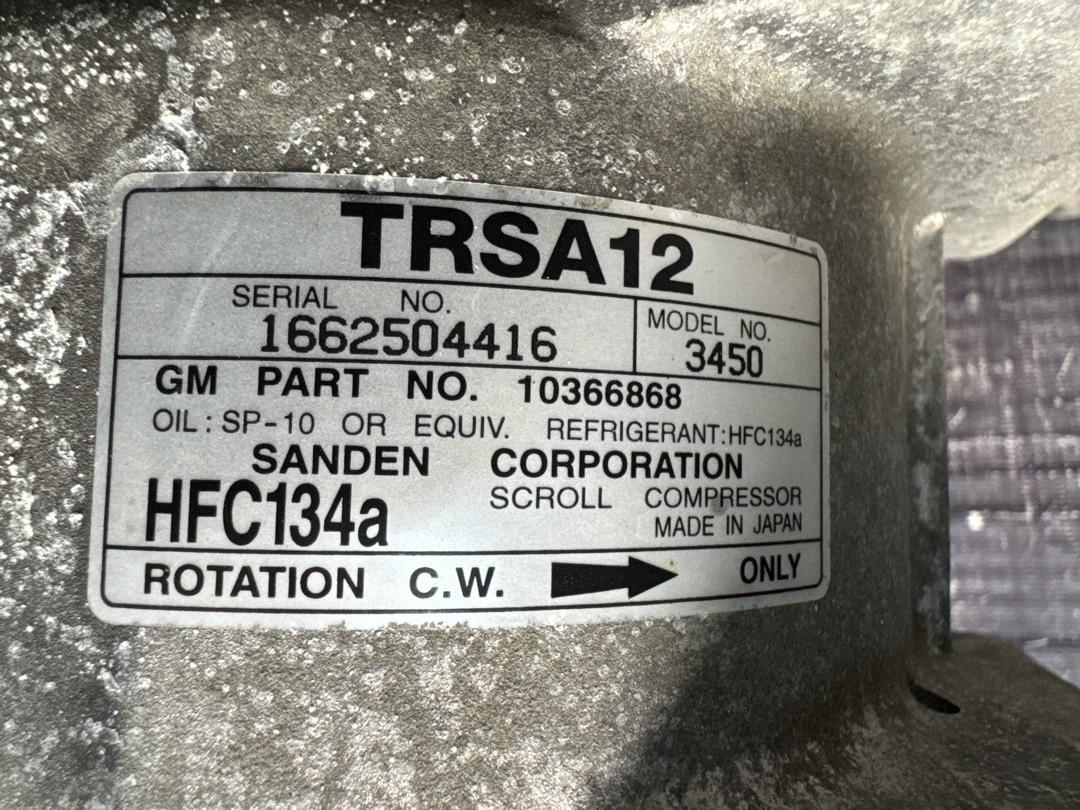 TRSA12
SERIAL NO.
1662504416
MODEL NO.
3450
GM PART NO. 10366868
OIL: SP-10 OR EQUIV. REFRIGERANT:HFC134a
SANDEN CORPORATION
HFC134a
SCROLL COMPRESSOR
MADE IN JAPAN
ROTATION C.W. ONLY